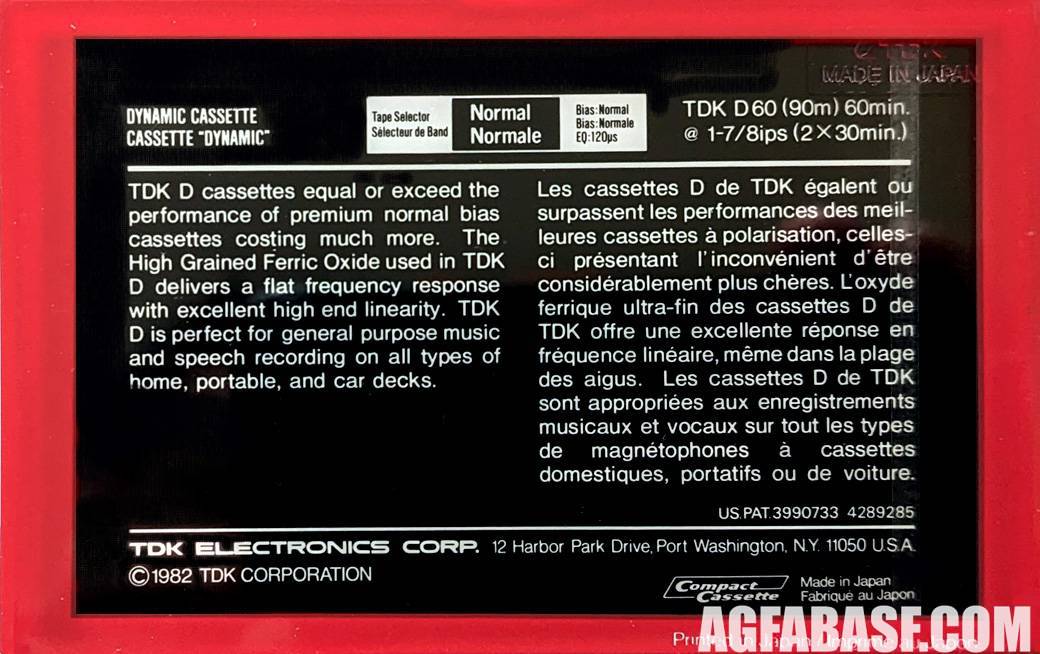 TDK
MADE IN JAPAN
DYNAMIC CASSETTE
CASSETTE "DYNAMIC"
Tape Selector
Sélecteur de Band
Normal
Normale
Bias:Normal
Bias:Normale
EQ:120µs
TDK D60 (90m) 60min.
@ 1-7/8ips (2×30min.)
TDK D cassettes equal or exceed the
performance of premium normal bias
cassettes costing much more. The
High Grained Ferric Oxide used in TDK
D delivers a flat frequency response
with excellent high end linearity. TDK
D is perfect for general purpose music
and speech recording on all types of
home, portable, and car decks.
Les cassettes D de TDK égalent ou
surpassent les performances des meil-
leures cassettes à polarisation, celles-
ci présentant l'inconvénient d'être
considérablement plus chères. L'oxyde
ferrique ultra-fin des cassettes D de
TDK offre une excellente réponse en
fréquence linéaire, même dans la plage
des aigus. Les cassettes D de TDK
sont appropriées aux enregistrements
musicaux et vocaux sur tout les types
de magnétophones à cassettes
domestiques, portatifs ou de voiture.
US.PAT.3990733 4289285
TDK ELECTRONICS CORP. 12 Harbor Park Drive, Port Washington, N.Y. 11050 U.S.A.
©1982 TDK CORPORATION
Compact
Cassette
Made in Japan
Fabriqué au Japon
Printed in Japan/Imprimé au Japon
AGFABASE.COM